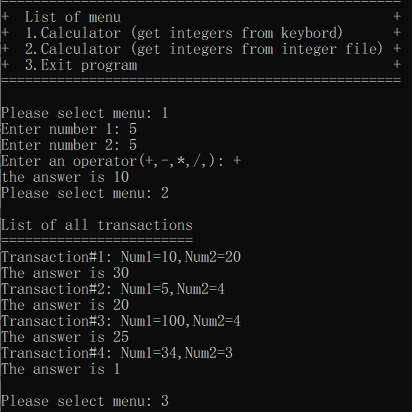 ==================================================
+  List of menu                                  +
+  1.Calculator (get integers from keybord)      +
+  2.Calculator (get integers from integer file) +
+  3.Exit program                                +
==================================================
Please select menu: 1
Enter number 1: 5
Enter number 2: 5
Enter an operator(+,-,*,/,): +
the answer is 10
Please select menu: 2
List of all transactions
========================
Transaction#1: Num1=10,Num2=20
The answer is 30
Transaction#2: Num1=5,Num2=4
The answer is 20
Transaction#3: Num1=100,Num2=4
The answer is 25
Transaction#4: Num1=34,Num2=3
The answer is 1
Please select menu: 3